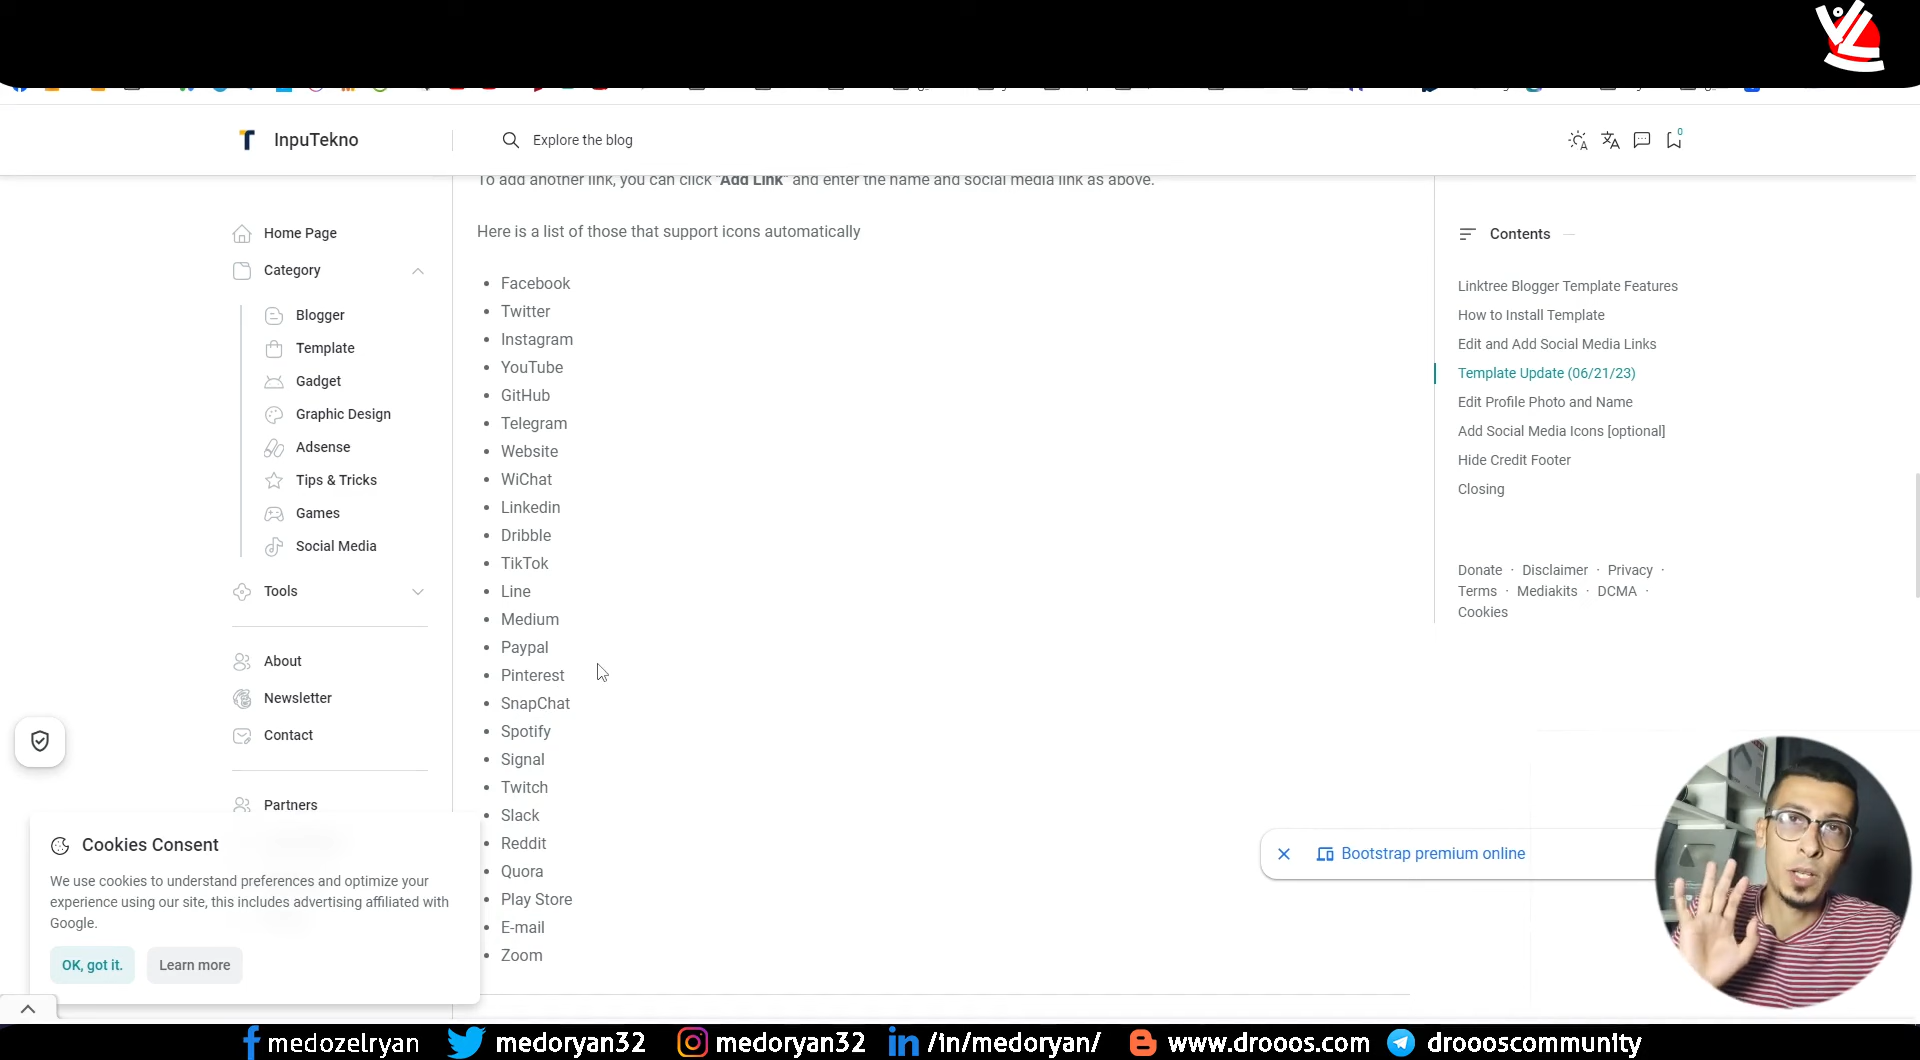 InpuTekno
Explore the blog
0
To add another link, you can click "Add Link" and enter the name and social media link as above.
Home Page
Category
Blogger
Template
Gadget
Graphic Design
Adsense
Tips & Tricks
Games
Social Media
Tools
About
Newsletter
Contact
Partners
Here is a list of those that support icons automatically
Facebook
Twitter
Instagram
YouTube
GitHub
Telegram
Website
WiChat
Linkedin
Dribble
TikTok
Line
Medium
Paypal
Pinterest
SnapChat
Spotify
Signal
Twitch
Slack
Reddit
Quora
Play Store
E-mail
Zoom
Contents
Linktree Blogger Template Features
How to Install Template
Edit and Add Social Media Links
Template Update (06/21/23)
Edit Profile Photo and Name
Add Social Media Icons [optional]
Hide Credit Footer
Closing
Donate · Disclaimer · Privacy ·
Terms · Mediakits · DCMA ·
Cookies
Cookies Consent
We use cookies to understand preferences and optimize your
experience using our site, this includes advertising affiliated with
Google.
OK, got it.
Learn more
Bootstrap premium online
medozelryan medoryan32 medoryan32 /in/medoryan/ www.drooos.com droooscommunity